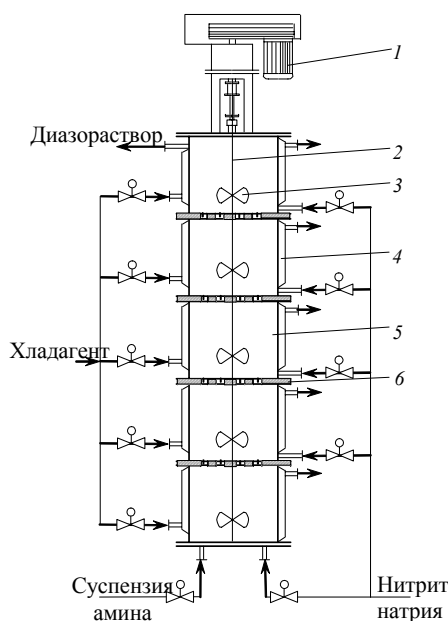 1
Диазораствор
2
3
4
5
Хладагент
6
Суспензия
амина
Нитрит
натрия